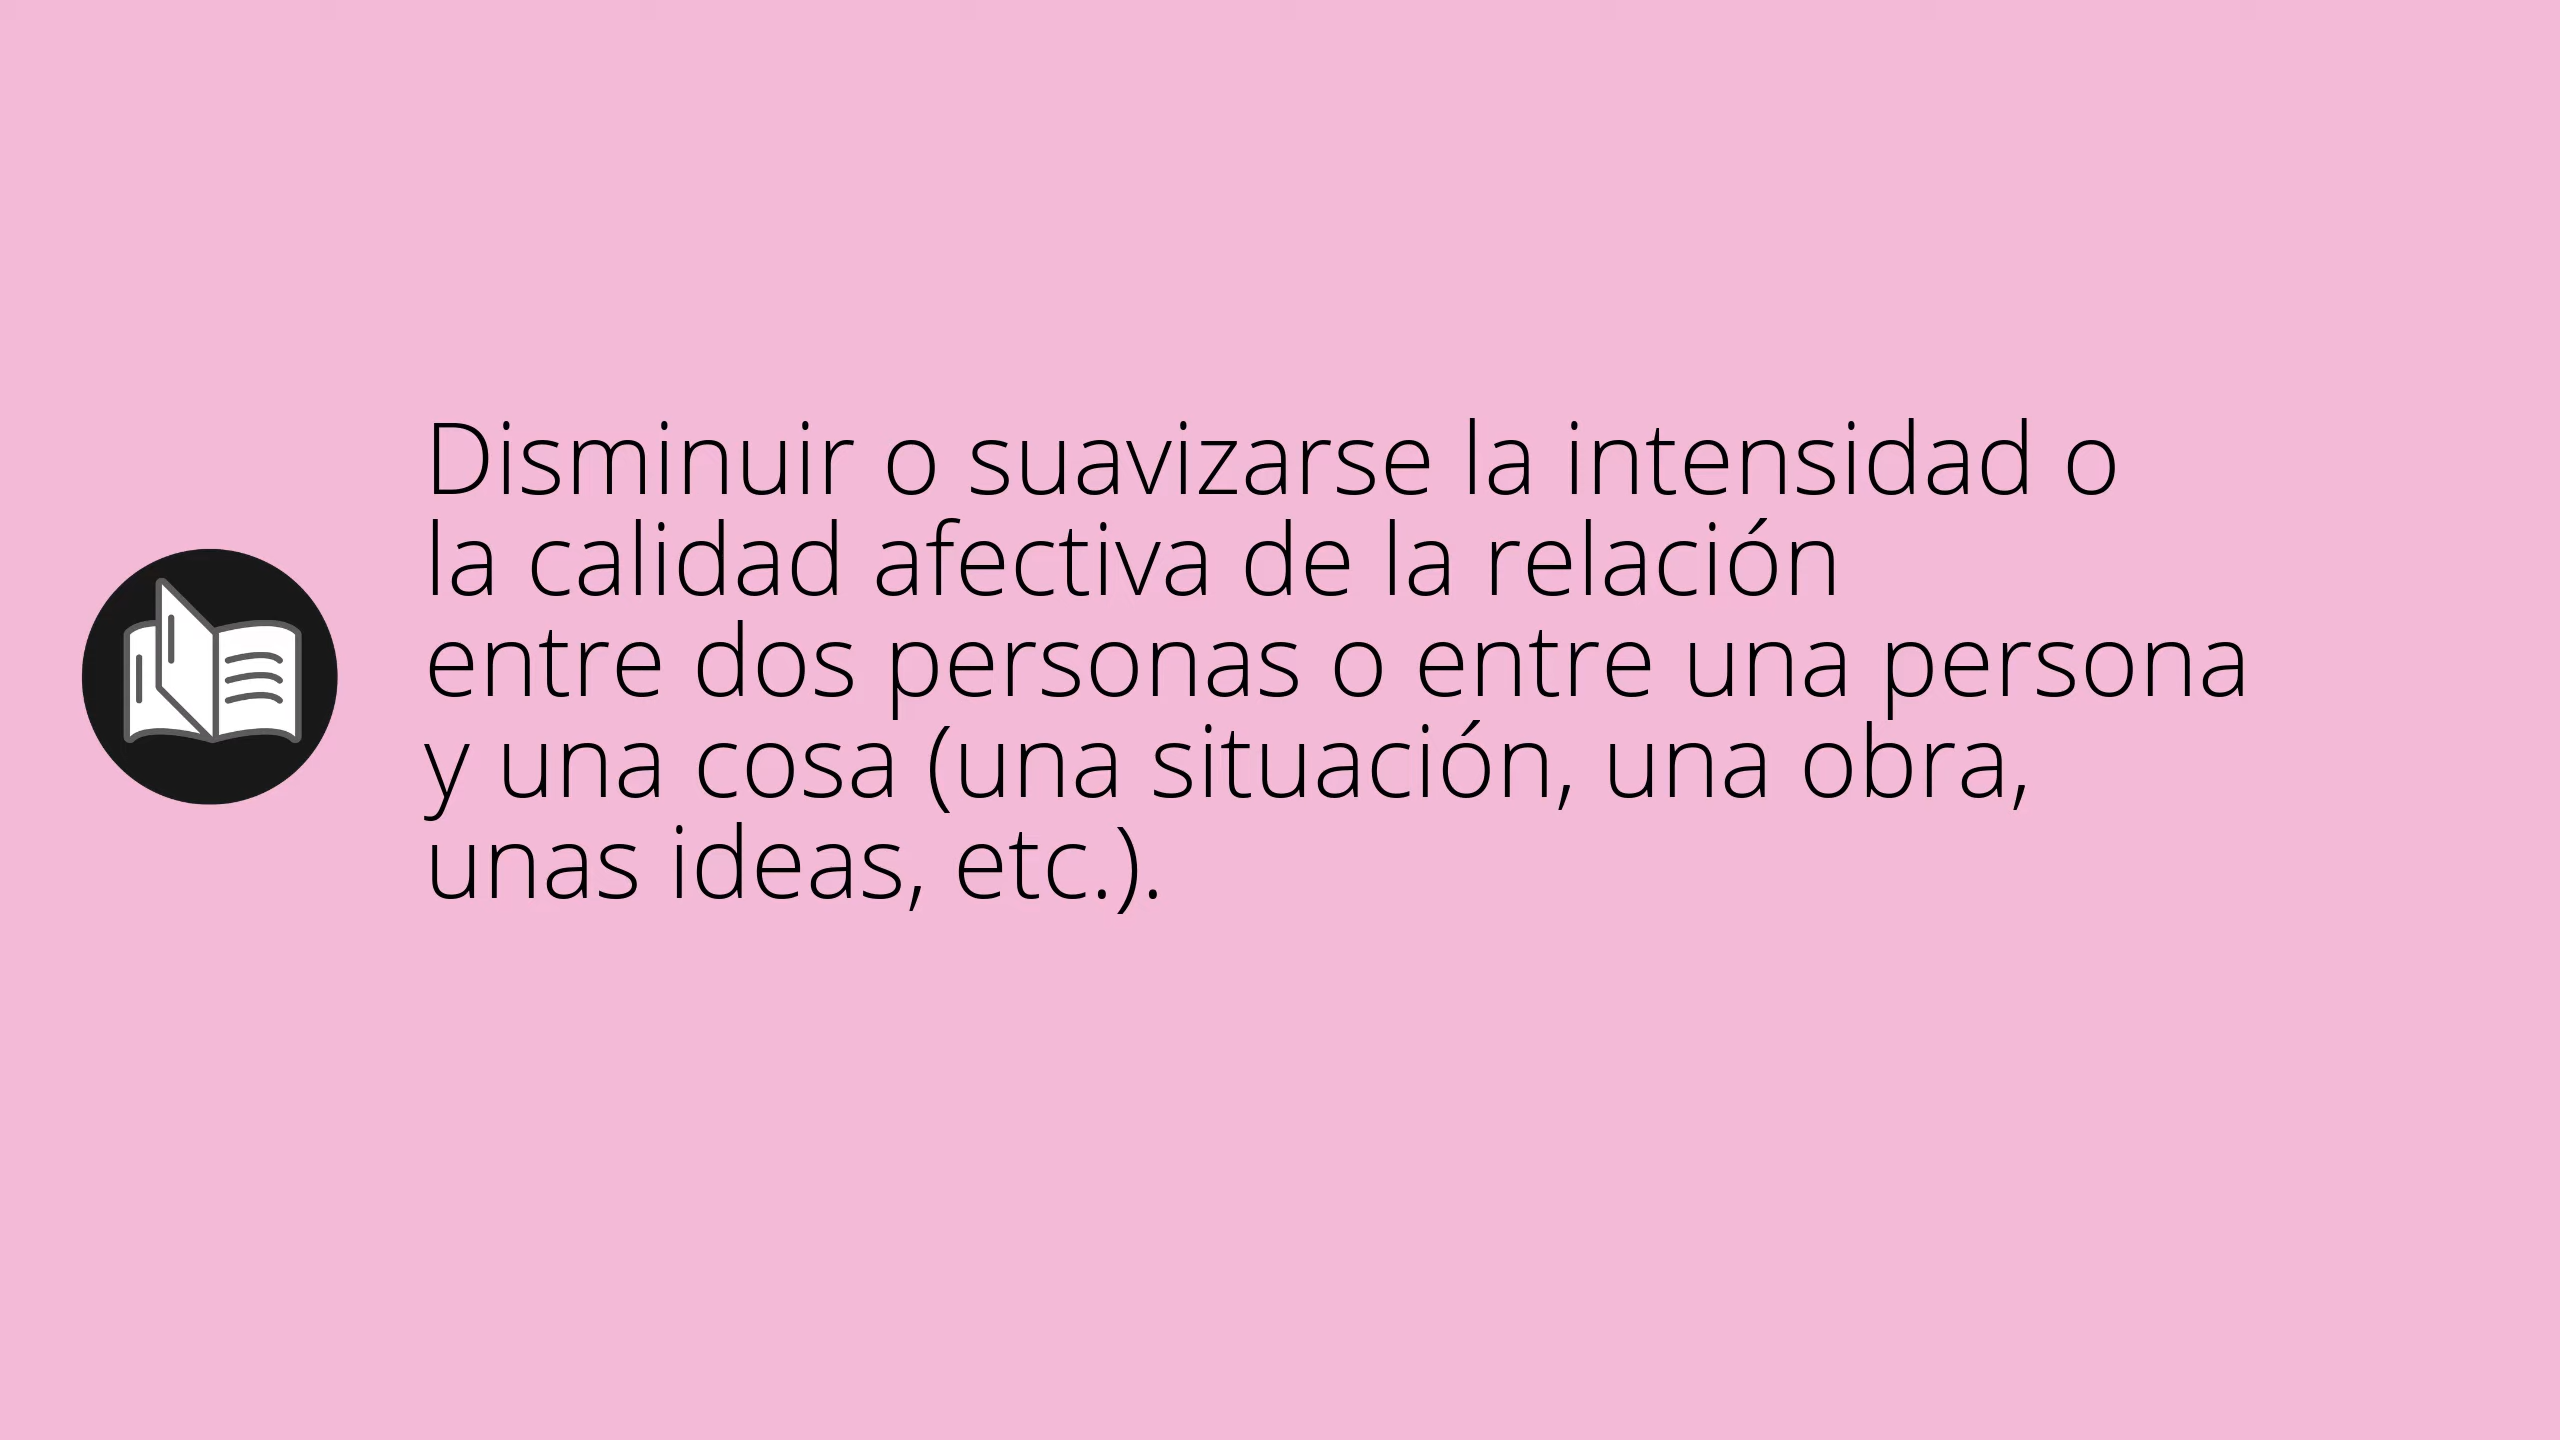 Disminuir o suavizarse la intensidad o
la calidad afectiva de la relación
entre dos personas o entre una persona
y una cosa (una situación, una obra,
unas ideas, etc.).